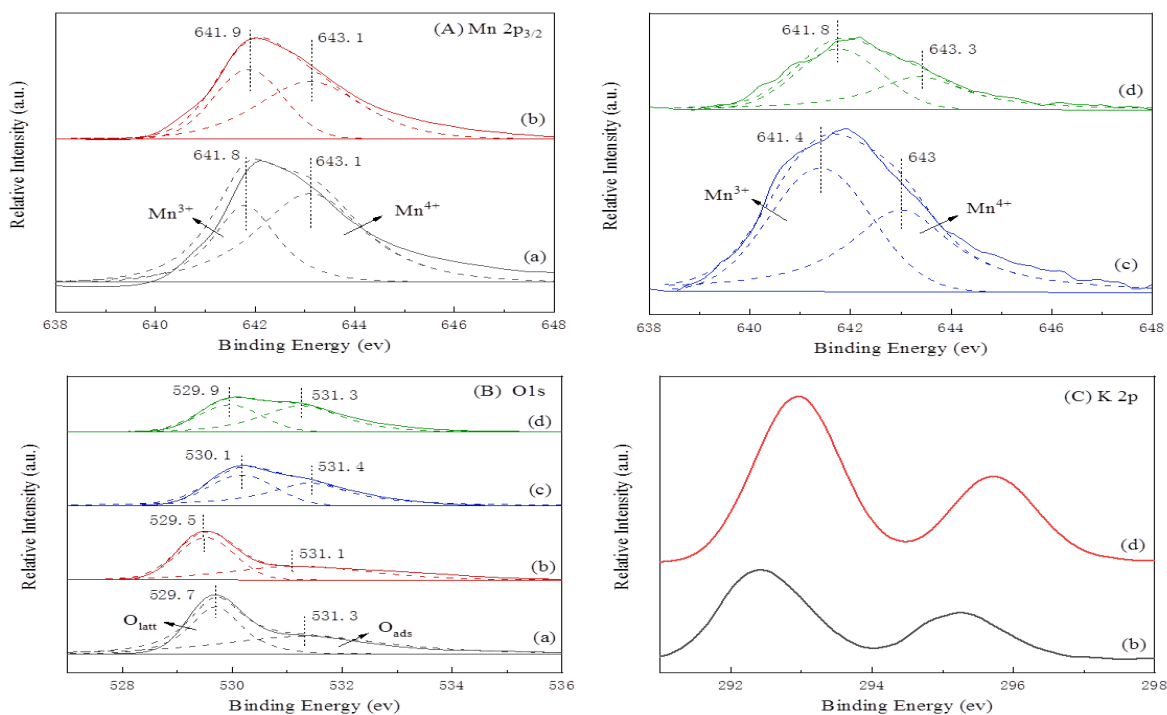 (A) Mn 2p3/2
641.9
643.1
(b)
641.8
643.1
Mn3+
Mn4+
(a)
638 640 642 644 646 648
Binding Energy (ev)
Relative Intensity (a.u.)
641.8
643.3
(d)
641.4
643
Mn3+
Mn4+
(c)
638 640 642 644 646 648
Binding Energy (ev)
Relative Intensity (a.u.)
(B) O1s
529.9
531.3
(d)
530.1
531.4
(c)
529.5
531.1
(b)
529.7
531.3
Olatt
Oads
(a)
528 530 532 534 536
Binding Energy (ev)
Relative Intensity (a.u.)
(C) K 2p
(d)
(b)
292 294 296 298
Binding Energy (ev)
Relative Intensity (a.u.)